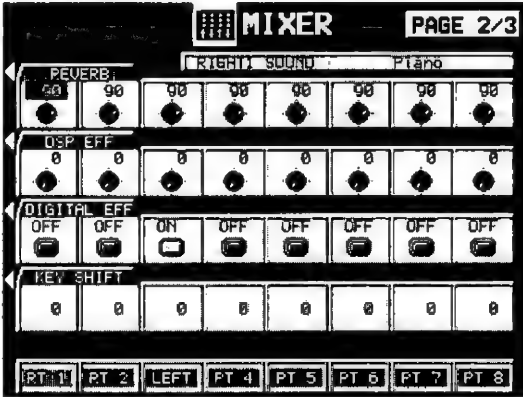 MIXER PAGE 2/3
RIGHT1 SOUND : Piano
REVERB
90 90 90 90 90 90 90 90
DSP EFF
0 0 0 0 0 0 0 0
DIGITAL EFF
OFF OFF ON OFF OFF OFF OFF OFF
KEY SHIFT
0 0 0 0 0 0 0 0
RT 1 RT 2 LEFT PT 4 PT 5 PT 6 PT 7 PT 8